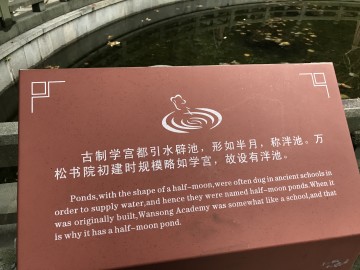 古制学宫都引水辟池，形如半月，称泮池。万
松书院初建时规模略如学宫，故设有泮池。
Ponds,with the shape of a half-moon,were often dog in ancient schools in
order to supply water,and hence they were named half-moon ponds.When it
was originally built,Wansong Academy was somewhat like a school,and that
is why it has a half-moon pond.